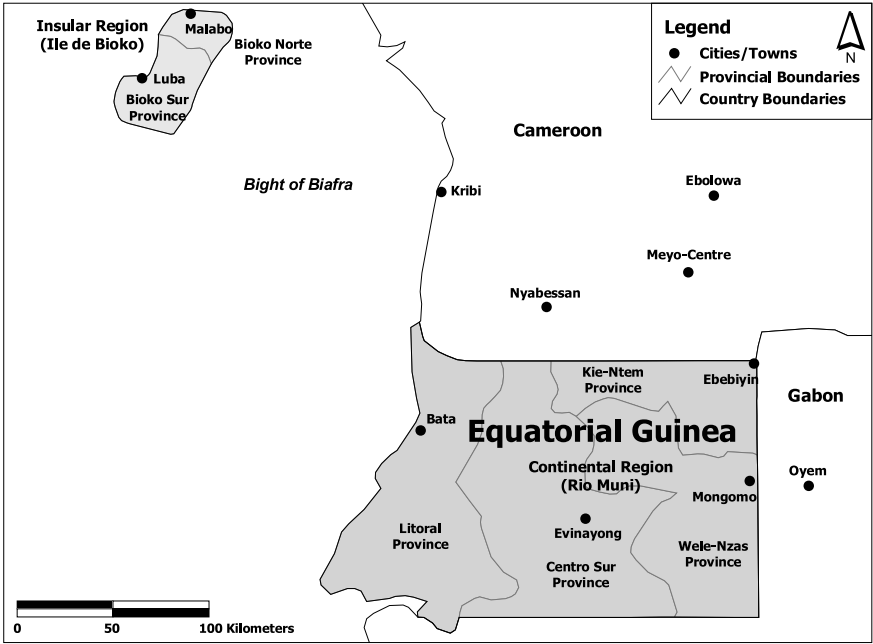 Insular Region
(Ile de Bioko)
Malabo
Bioko Norte
Province
Luba
Bioko Sur
Province
Legend
Cities/Towns
Provincial Boundaries
Country Boundaries
N
Cameroon
Bight of Biafra
Kribi
Ebolowa
Meyo-Centre
Nyabessan
Kie-Ntem
Province
Ebebiyin
Gabon
Bata
Equatorial Guinea
Continental Region
(Rio Muni)
Oyem
Mongomo
Litoral
Province
Evinayong
Wele-Nzas
Province
Centro Sur
Province
0 50 100 Kilometers